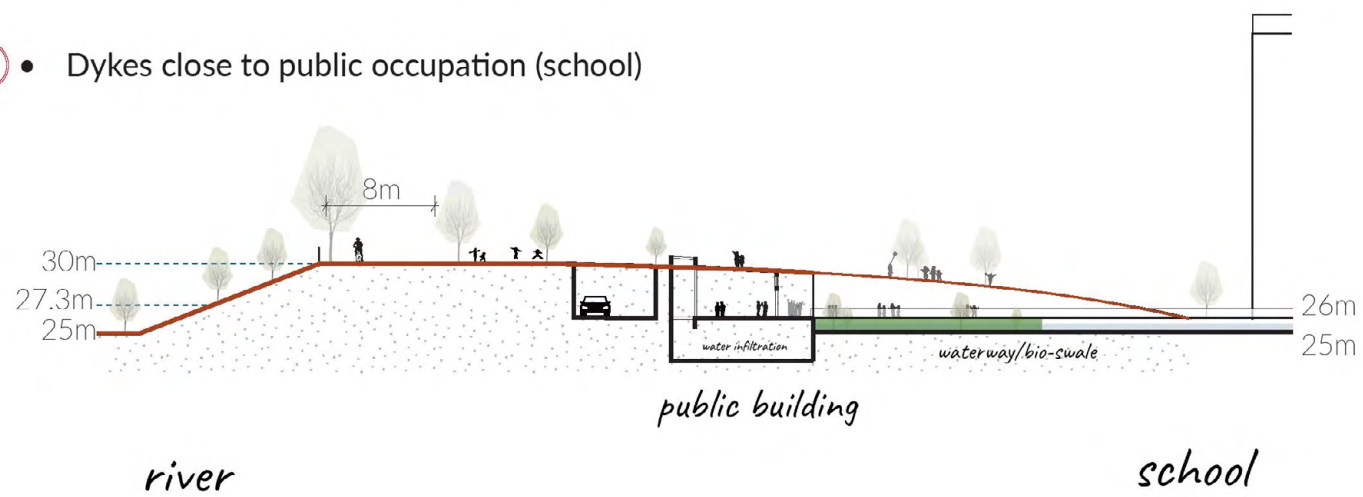 • Dykes close to public occupation (school)
8m
30m
27.3m
25m
26m
25m
water infiltration
waterway/bio-swale
public building
river
school